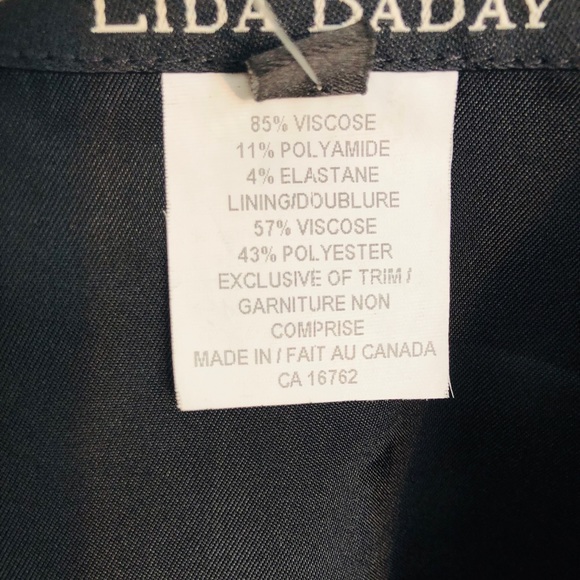 LIDA BADAY
85% VISCOSE
11% POLYAMIDE
4% ELASTANE
LINING/DOUBLURE
57% VISCOSE
43% POLYESTER
EXCLUSIVE OF TRIM /
GARNITURE NON
COMPRISE
MADE IN / FAIT AU CANADA
CA 16762